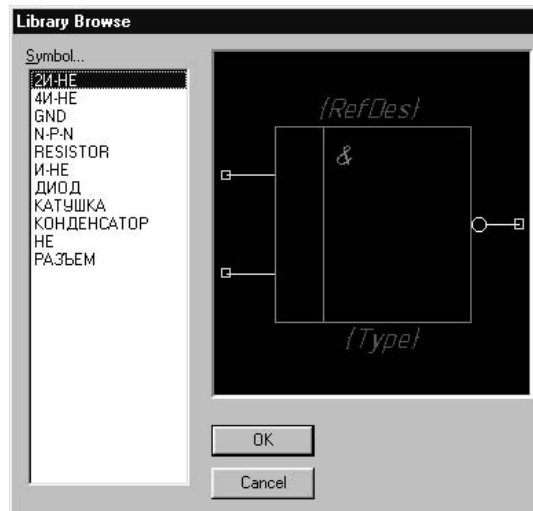 Library Browse
Symbol...
2И-НЕ
4И-НЕ
GND
N-P-N
RESISTOR
И-НЕ
ДИОД
КАТУШКА
КОНДЕНСАТОР
НЕ
РАЗЪЕМ
{RefDes}
&
{Type}
OK
Cancel